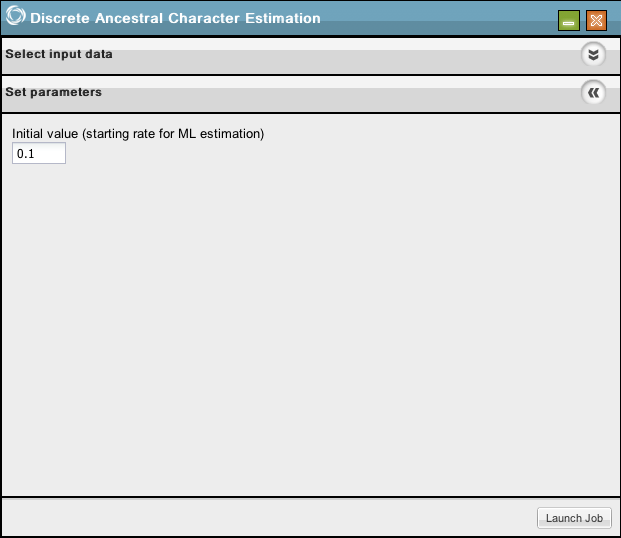 Discrete Ancestral Character Estimation
Select input data
Set parameters
Initial value (starting rate for ML estimation)
0.1
Launch Job